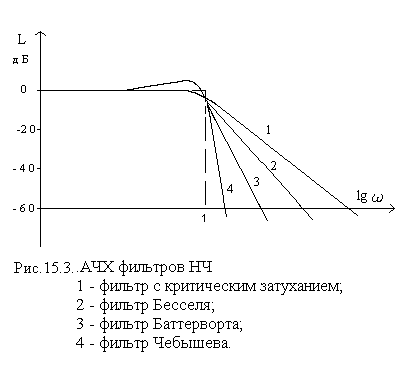 L
дБ
0
-20
-40
-60
1
2
3
4
lg ω
1
Рис.15.3. .АЧХ фильтров НЧ
1 - фильтр с критическим затуханием;
2 - фильтр Бесселя;
3 - фильтр Баттерворта;
4 - фильтр Чебышева.